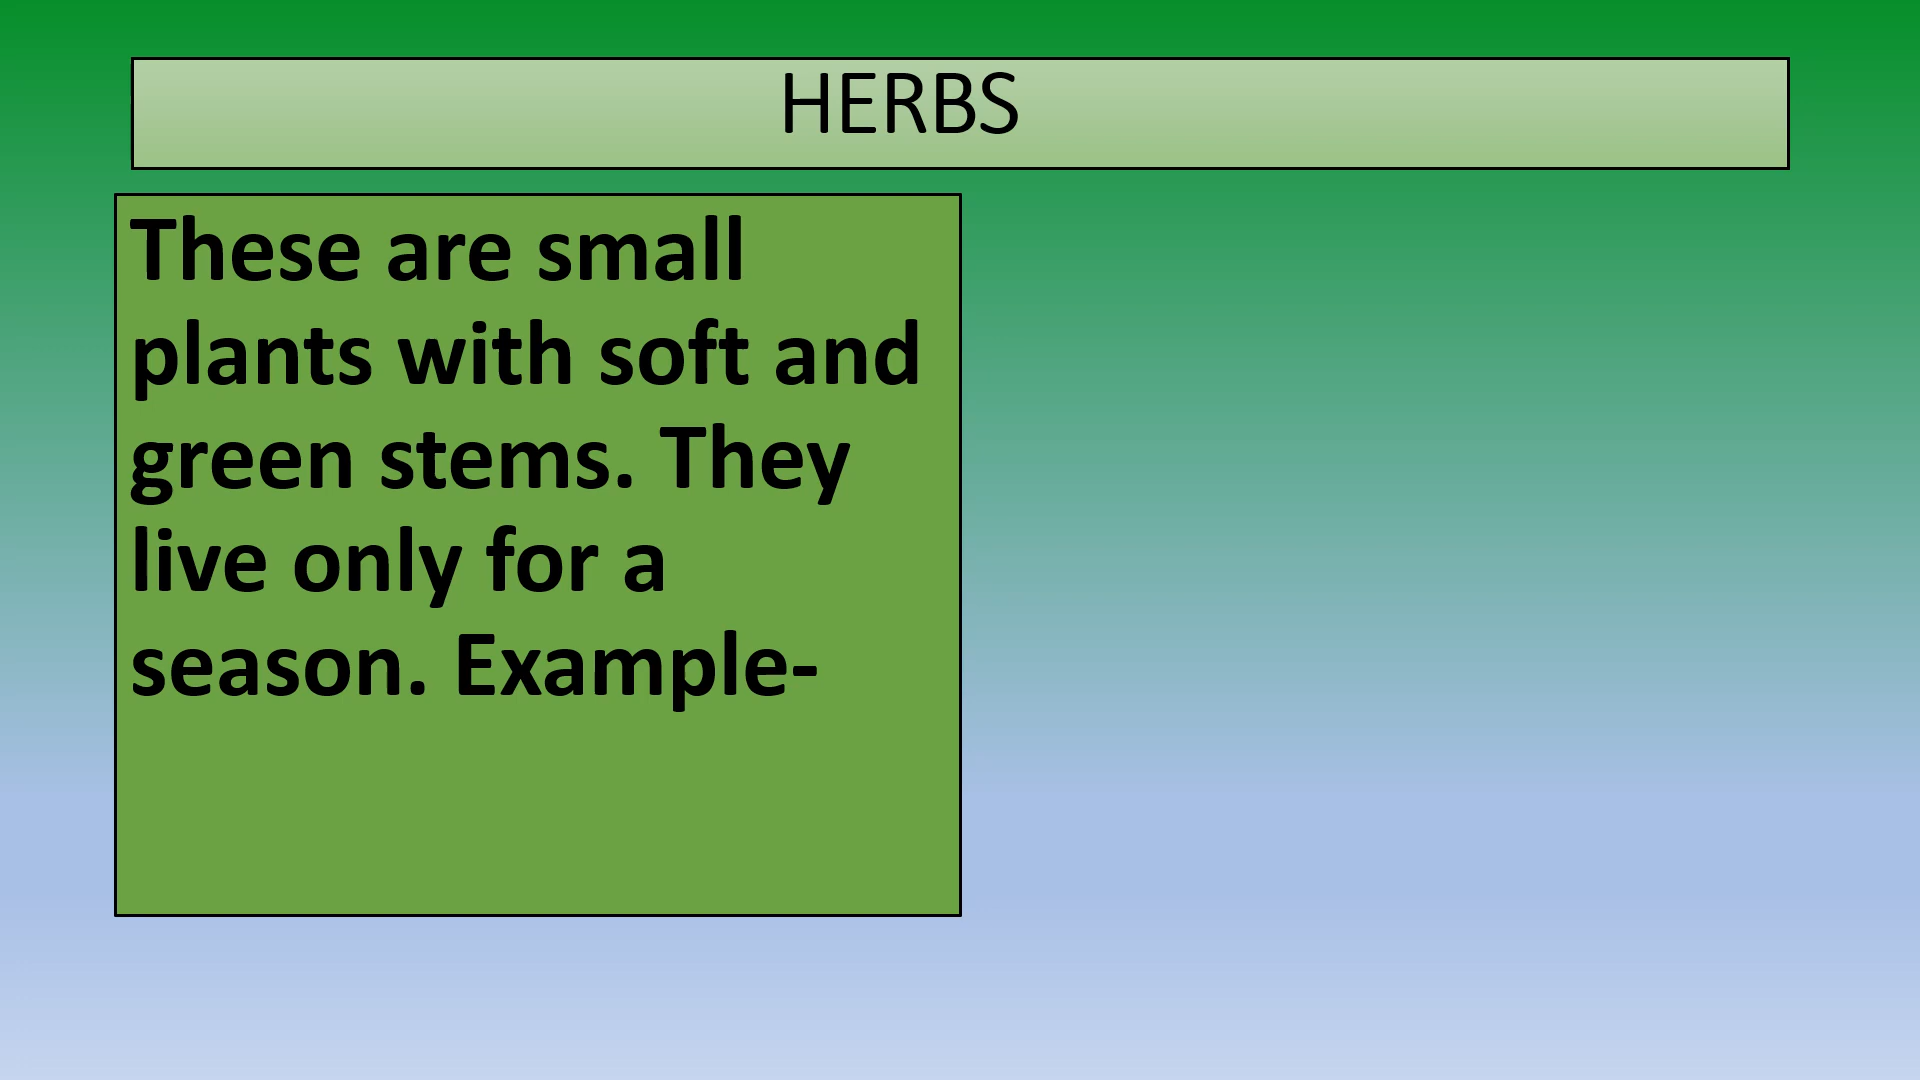 HERBS
These are small
plants with soft and
green stems. They
live only for a
season. Example-